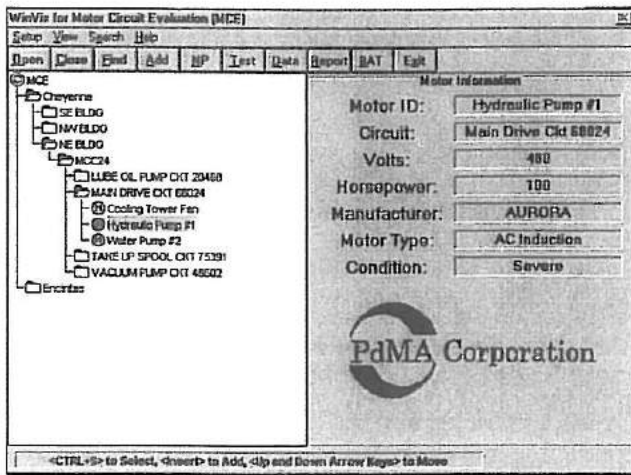 WinVis for Motor Circuit Evaluation (MCE)
Setup View Search Help
Open Close Find Add NP Test Data Report BAT Exit
MCE
Cheyenne
SE BLDG
NW BLDG
NE BLDG
MCC24
LUBE OIL PUMP CKT 20468
MAIN DRIVE CKT 68024
Cooling Tower Fan
Hydraulic Pump #1
Water Pump #2
TAKE UP SPOOL CKT 75391
VACUUM PUMP CKT 48602
Encinitas
Motor Information
Motor ID: Hydraulic Pump #1
Circuit: Main Drive Ckt 68024
Volts: 460
Horsepower: 100
Manufacturer: AURORA
Motor Type: AC Induction
Condition: Severe
PdMA Corporation
<CTRL+S> to Select, <Insert> to Add, <Up and Down Arrow Keys> to Move